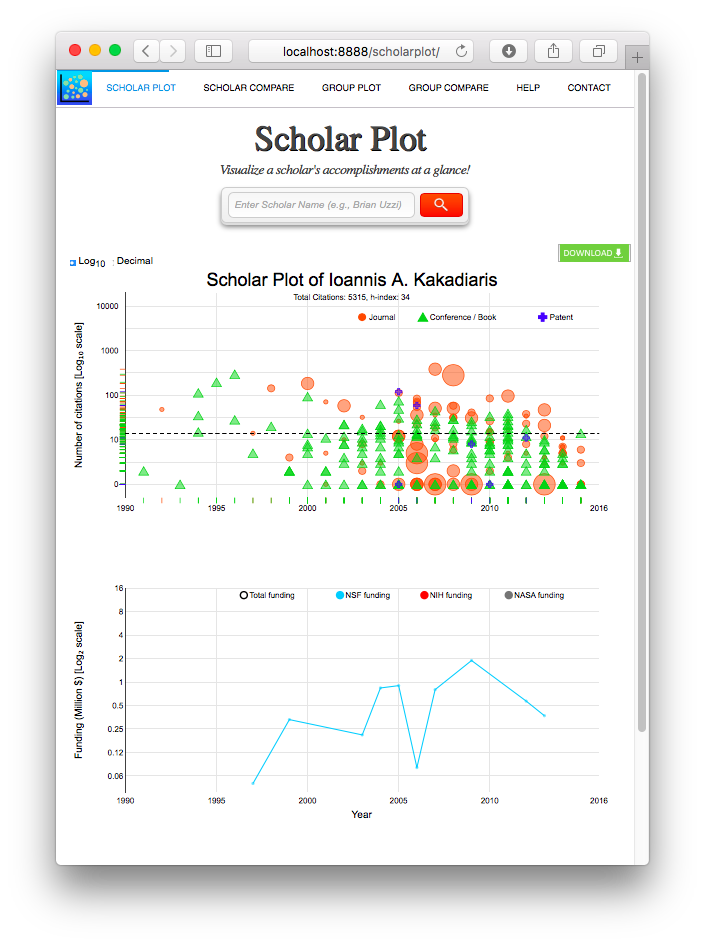 localhost:8888/scholarplot/
SCHOLAR PLOT SCHOLAR COMPARE GROUP PLOT GROUP COMPARE HELP CONTACT
Scholar Plot
Visualize a scholar's accomplishments at a glance!
Enter Scholar Name (e.g., Brian Uzzi)
DOWNLOAD
Log10 Decimal
Scholar Plot of Ioannis A. Kakadiaris
Total Citations: 5315, h-index: 34
Journal Conference / Book Patent
Number of citations [Log10 scale]
10000
1000
100
10
0
1990 1995 2000 2005 2010 2016
Total funding NSF funding NIH funding NASA funding
Funding (Million $) [Log2 scale]
16
8
4
2
1
0.5
0.25
0.12
0.06
1990 1995 2000 2005 2010 2016
Year